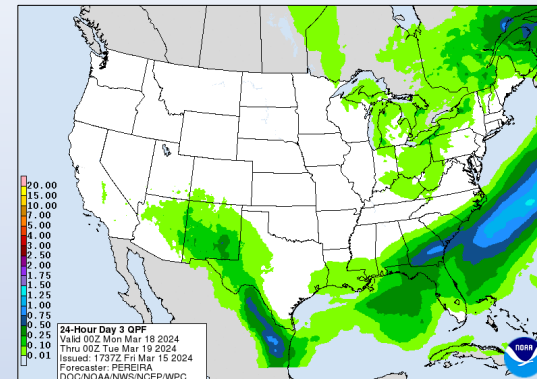 20.00
15.00
10.00
7.00
5.00
4.00
3.00
2.50
2.00
1.75
1.50
1.25
1.00
0.75
0.50
0.25
0.10
0.01
24-Hour Day 3 QPF
Valid 00Z Mon Mar 18 2024
Thru 00Z Tue Mar 19 2024
Issued: 1737Z Fri Mar 15 2024
Forecaster: PEREIRA
DOC/NOAA/NWS/NCEP/WPC
NOAA